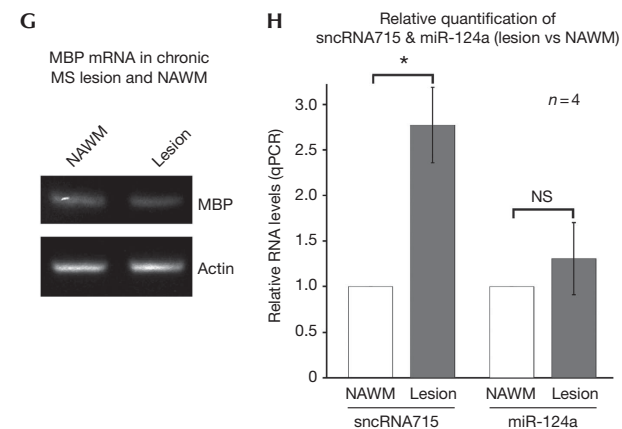 G
MBP mRNA in chronic
MS lesion and NAWM
NAWM
Lesion
MBP
Actin
H
Relative quantification of
sncRNA715 & miR-124a (lesion vs NAWM)
Relative RNA levels (qPCR)
3.0
2.5
2.0
1.5
1.0
0.5
0
*
n=4
NS
NAWM Lesion NAWM Lesion
sncRNA715 miR-124a